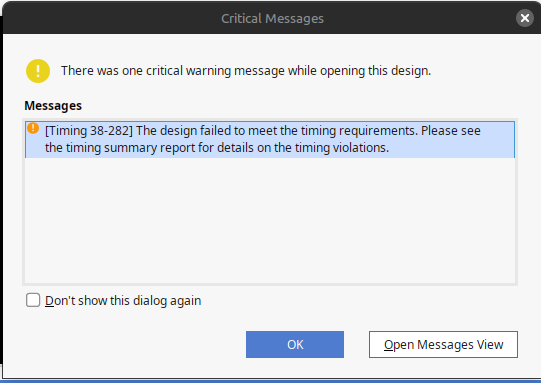 Critical Messages
There was one critical warning message while opening this design.
Messages
[Timing 38-282] The design failed to meet the timing requirements. Please see
the timing summary report for details on the timing violations.
Don't show this dialog again
OK
Open Messages View